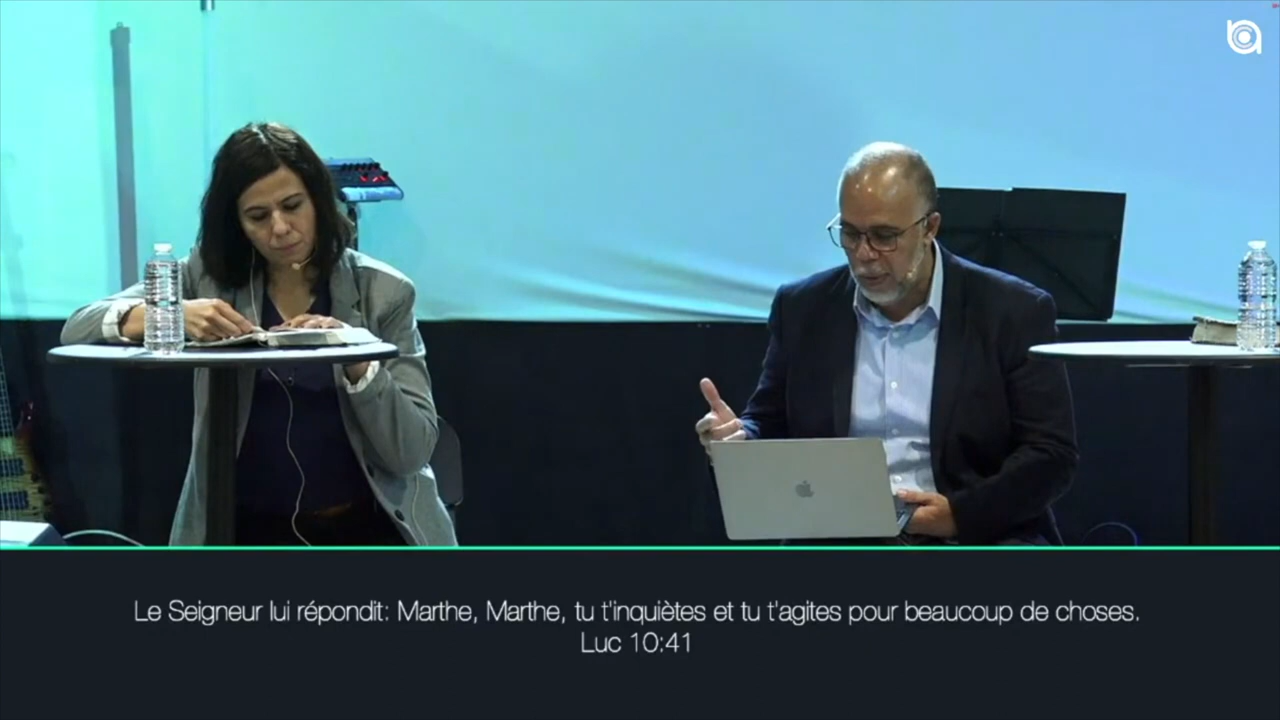 Le Seigneur lui répondit: Marthe, Marthe, tu t'inquiètes et tu t'agites pour beaucoup de choses.
Luc 10:41